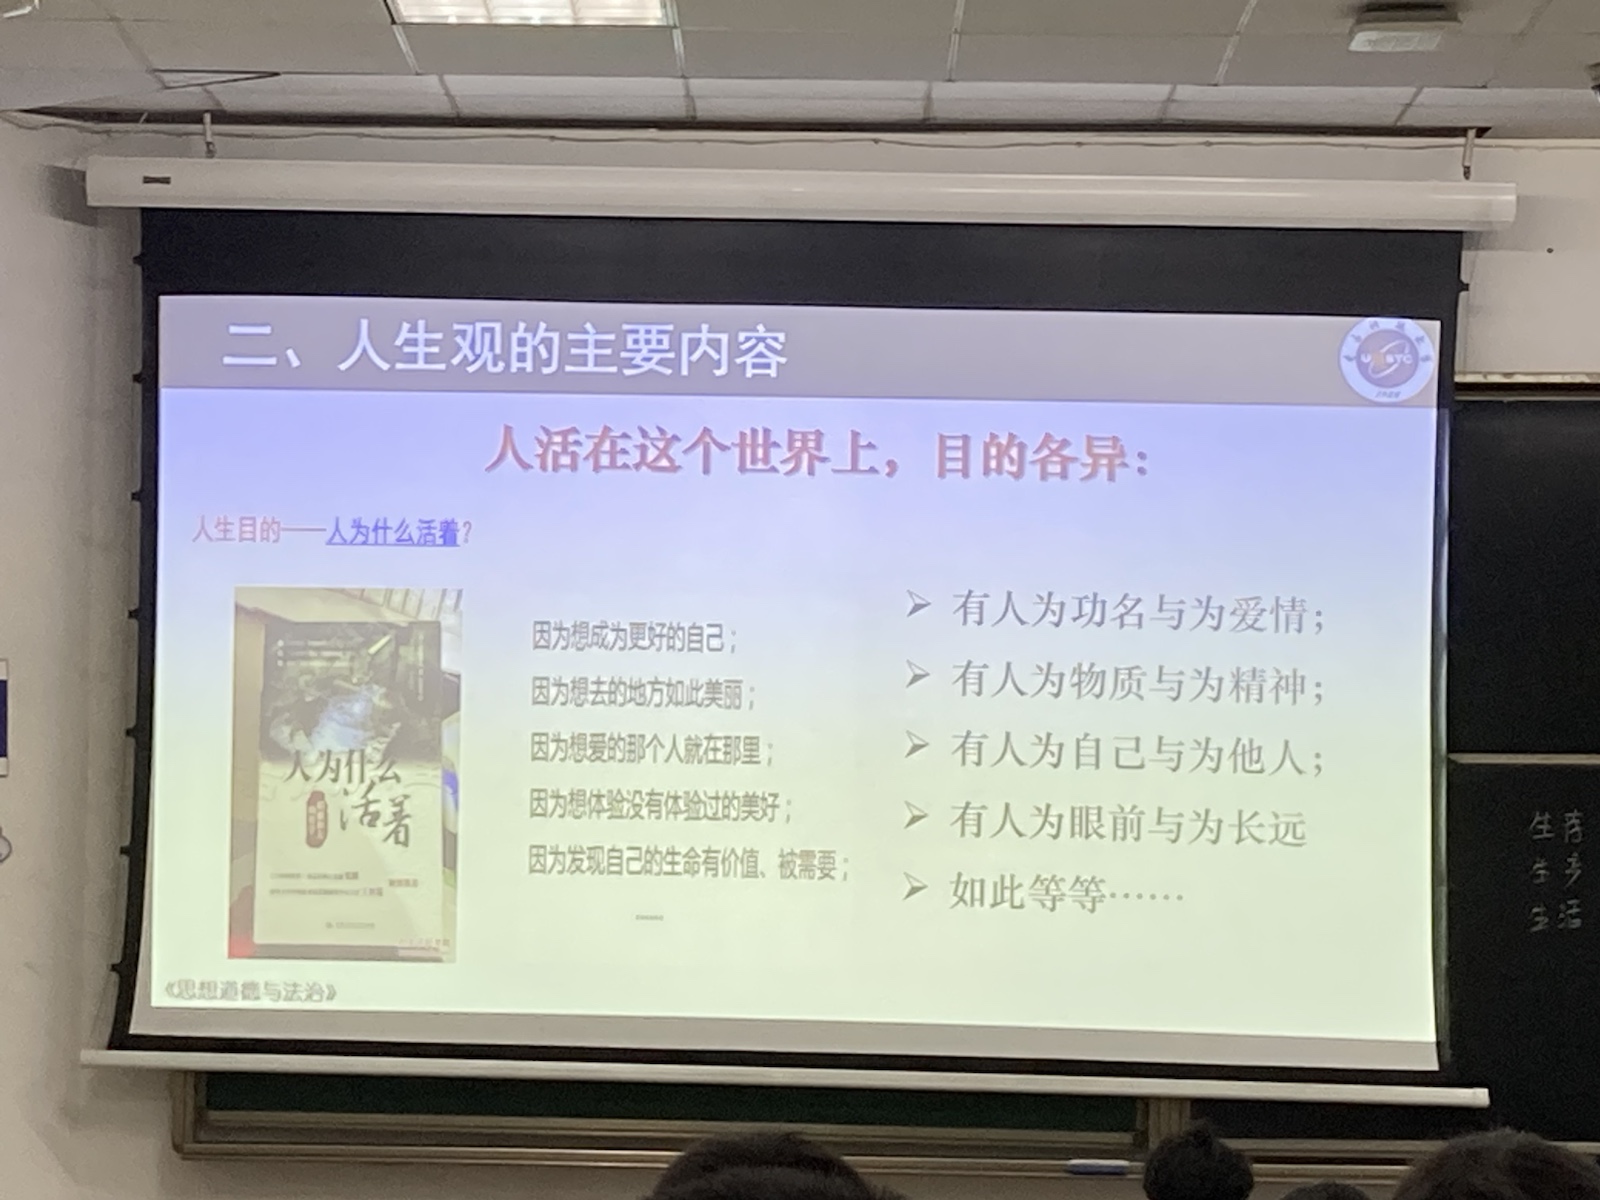 二、人生观的主要内容
人活在这个世界上，目的各异：
人生目的——人为什么活着？
人为什么
活着
因为想成为更好的自己；
因为想去的地方如此美丽；
因为想爱的那个人就在那里；
因为想体验没有体验过的美好；
因为发现自己的生命有价值、被需要；
……
➢ 有人为功名与为爱情；
➢ 有人为物质与为精神；
➢ 有人为自己与为他人；
➢ 有人为眼前与为长远
➢ 如此等等……
《思想道德与法治》
生存
生活